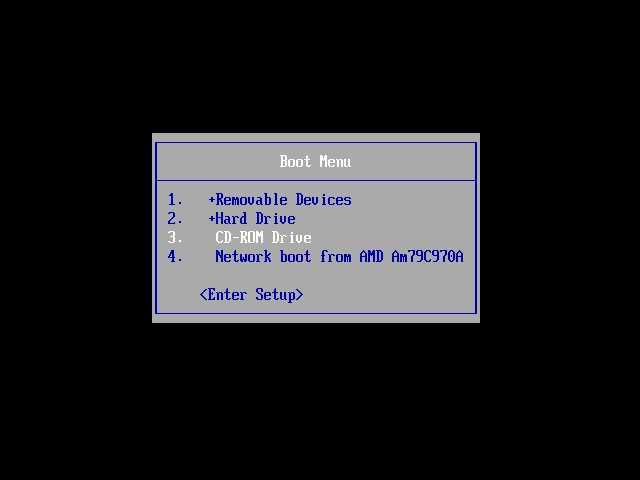 Boot Menu
1. +Removable Devices
2. +Hard Drive
3. CD-ROM Drive
4. Network boot from AMD Am79C970A
<Enter Setup>